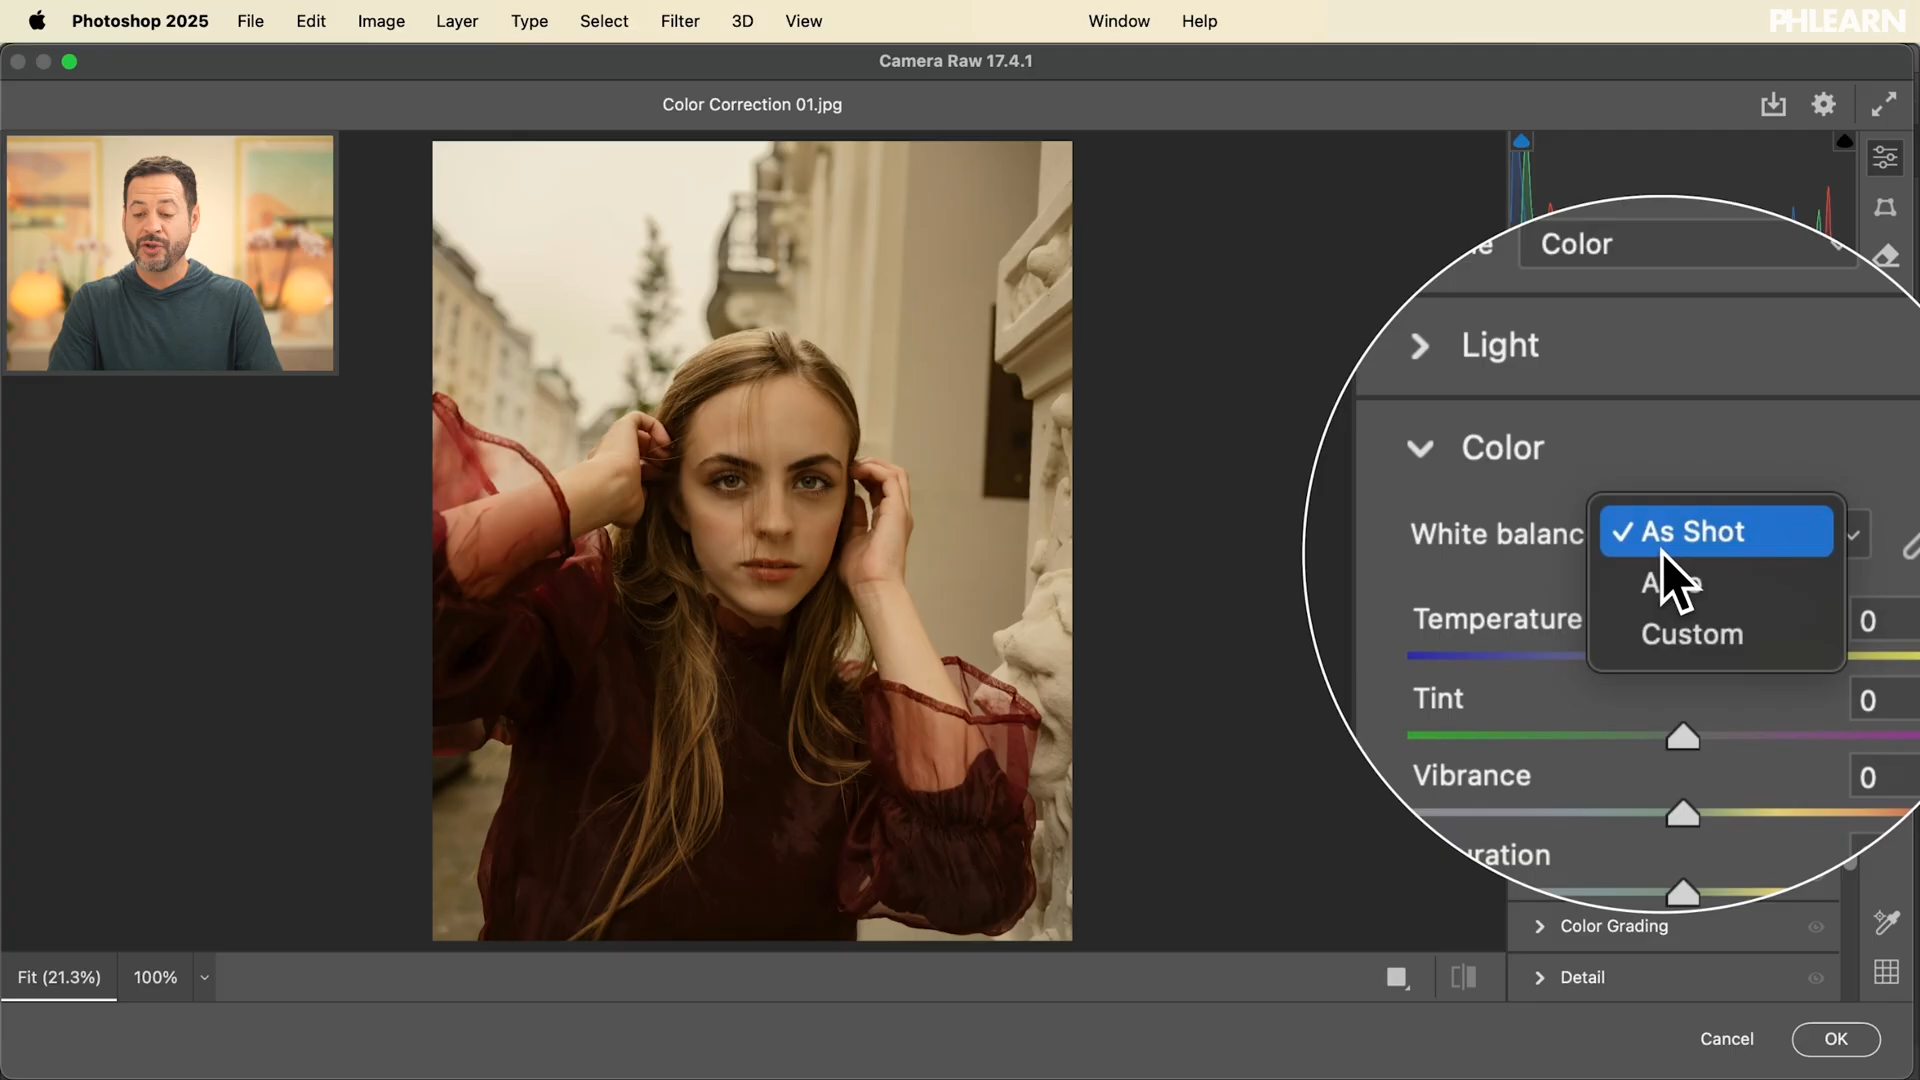 Photoshop 2025 File Edit Image Layer Type Select Filter 3D View Window Help
PHLEARN
Camera Raw 17.4.1
Color Correction 01.jpg
Color
Light
Color
White balanc
✓ As Shot
Custom
Temperature 0
Tint 0
Vibrance 0
uration
Color Grading
Detail
Fit (21.3%) 100%
Cancel OK